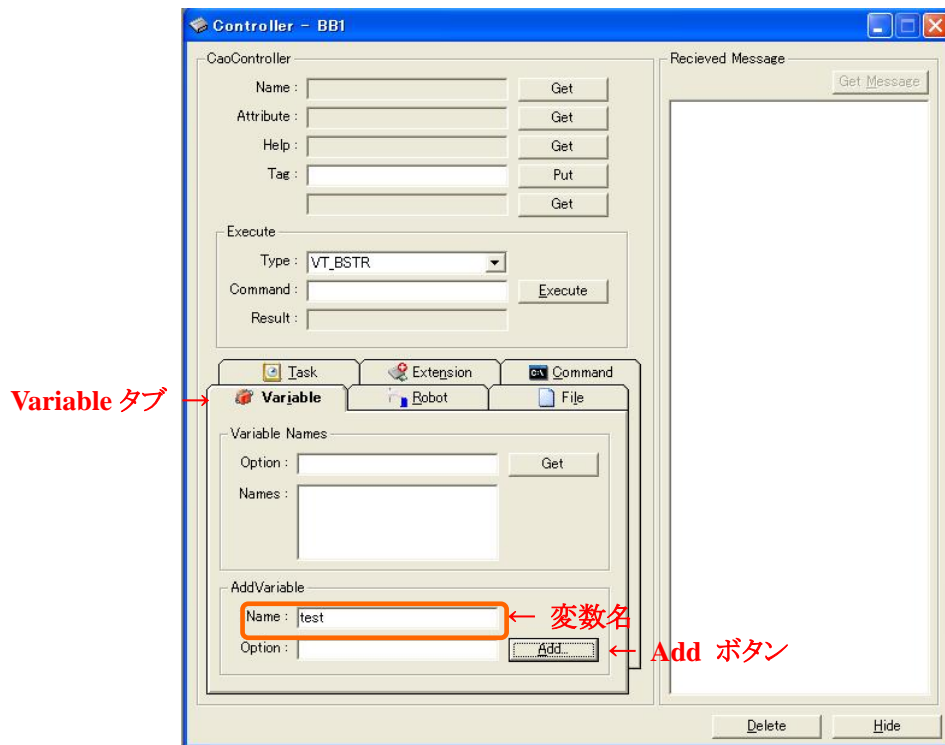 Controller - BB1
CaoController
Name :
Get
Attribute :
Get
Help :
Get
Tag :
Put
Get
Execute
Type :
VT_BSTR
Command :
Execute
Result :
Task
Extension
Command
Variable タブ →
Variable
Robot
File
Variable Names
Option :
Get
Names :
AddVariable
Name :
test
← 変数名
Option :
Add...
← Add ボタン
Recieved Message
Get Message
Delete
Hide